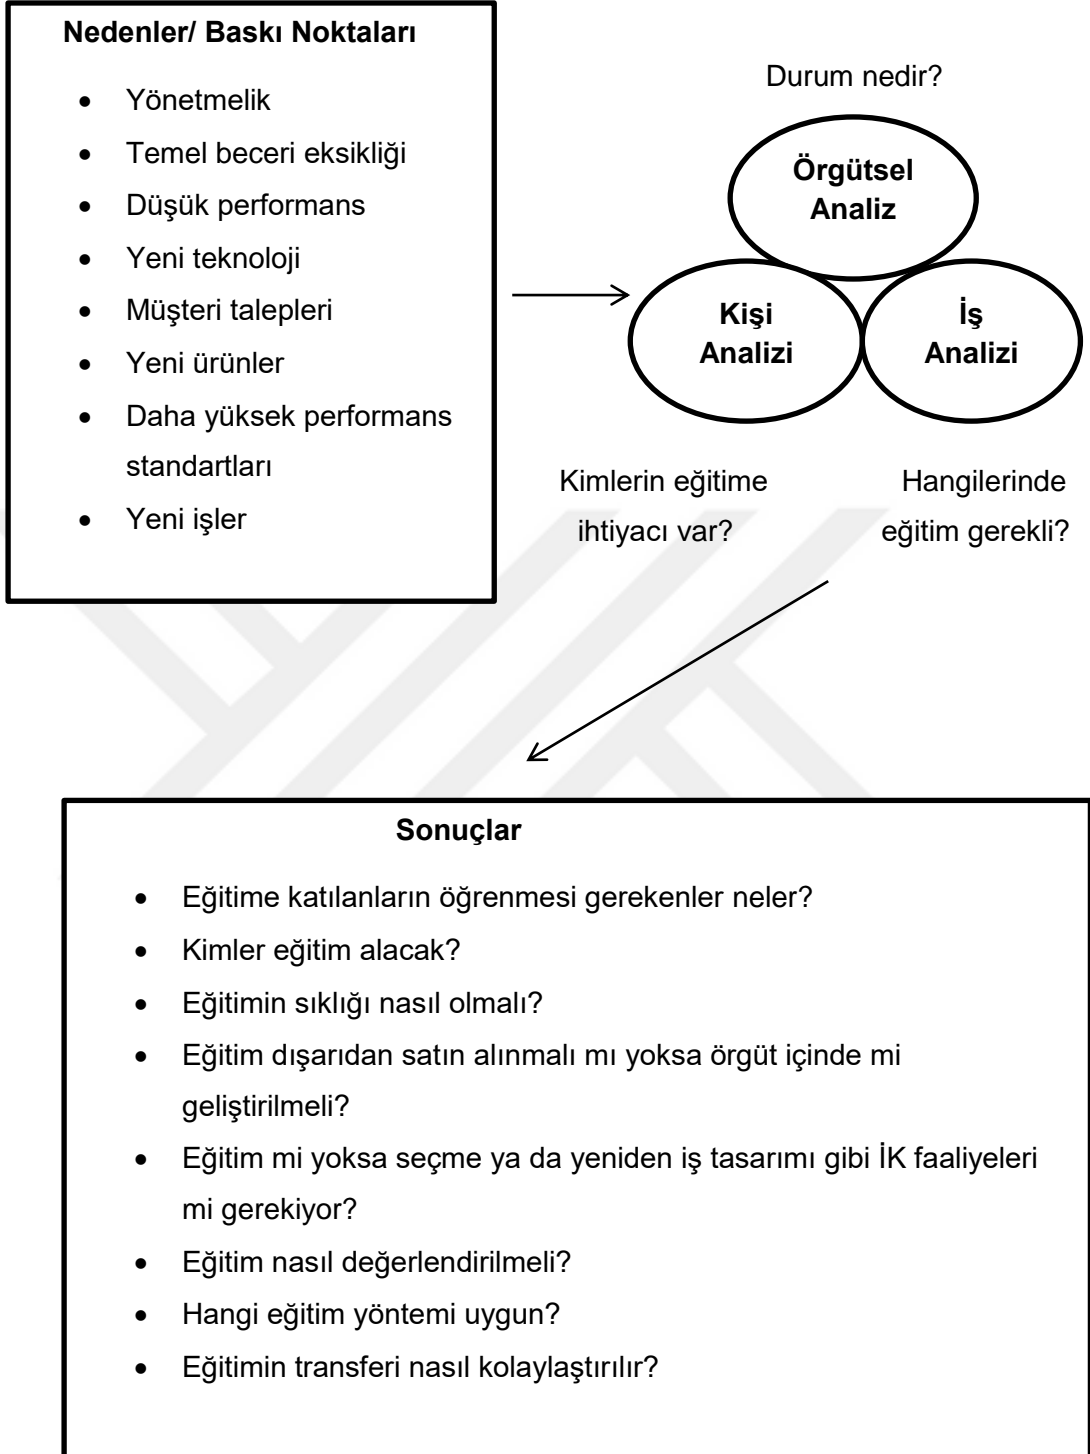 Nedenler/ Baskı Noktaları
• Yönetmelik
• Temel beceri eksikliği
• Düşük performans
• Yeni teknoloji
• Müşteri talepleri
• Yeni ürünler
• Daha yüksek performans
standartları
• Yeni işler
Durum nedir?
Örgütsel
Analiz
Kişi
Analizi
İş
Analizi
Kimlerin eğitime
ihtiyacı var?
Hangilerinde
eğitim gerekli?
Sonuçlar
• Eğitime katılanların öğrenmesi gerekenler neler?
• Kimler eğitim alacak?
• Eğitimin sıklığı nasıl olmalı?
• Eğitim dışarıdan satın alınmalı mı yoksa örgüt içinde mi
geliştirilmeli?
• Eğitim mi yoksa seçme ya da yeniden iş tasarımı gibi İK faaliyeleri
mi gerekiyor?
• Eğitim nasıl değerlendirilmeli?
• Hangi eğitim yöntemi uygun?
• Eğitimin transferi nasıl kolaylaştırılır?